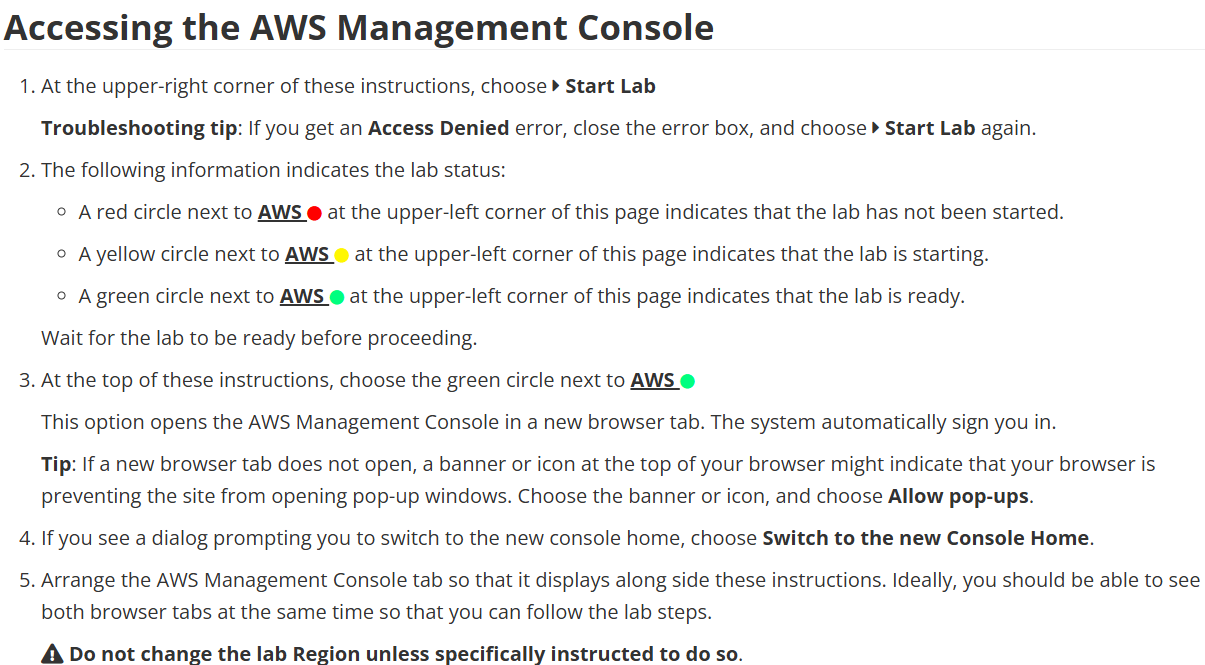 Accessing the AWS Management Console
1. At the upper-right corner of these instructions, choose Start Lab
Troubleshooting tip: If you get an Access Denied error, close the error box, and choose Start Lab again.
2. The following information indicates the lab status:
A red circle next to AWS at the upper-left corner of this page indicates that the lab has not been started.
A yellow circle next to AWS at the upper-left corner of this page indicates that the lab is starting.
A green circle next to AWS at the upper-left corner of this page indicates that the lab is ready.
Wait for the lab to be ready before proceeding.
3. At the top of these instructions, choose the green circle next to AWS
This option opens the AWS Management Console in a new browser tab. The system automatically sign you in.
Tip: If a new browser tab does not open, a banner or icon at the top of your browser might indicate that your browser is
preventing the site from opening pop-up windows. Choose the banner or icon, and choose Allow pop-ups.
4. If you see a dialog prompting you to switch to the new console home, choose Switch to the new Console Home.
5. Arrange the AWS Management Console tab so that it displays along side these instructions. Ideally, you should be able to see
both browser tabs at the same time so that you can follow the lab steps.
Do not change the lab Region unless specifically instructed to do so.